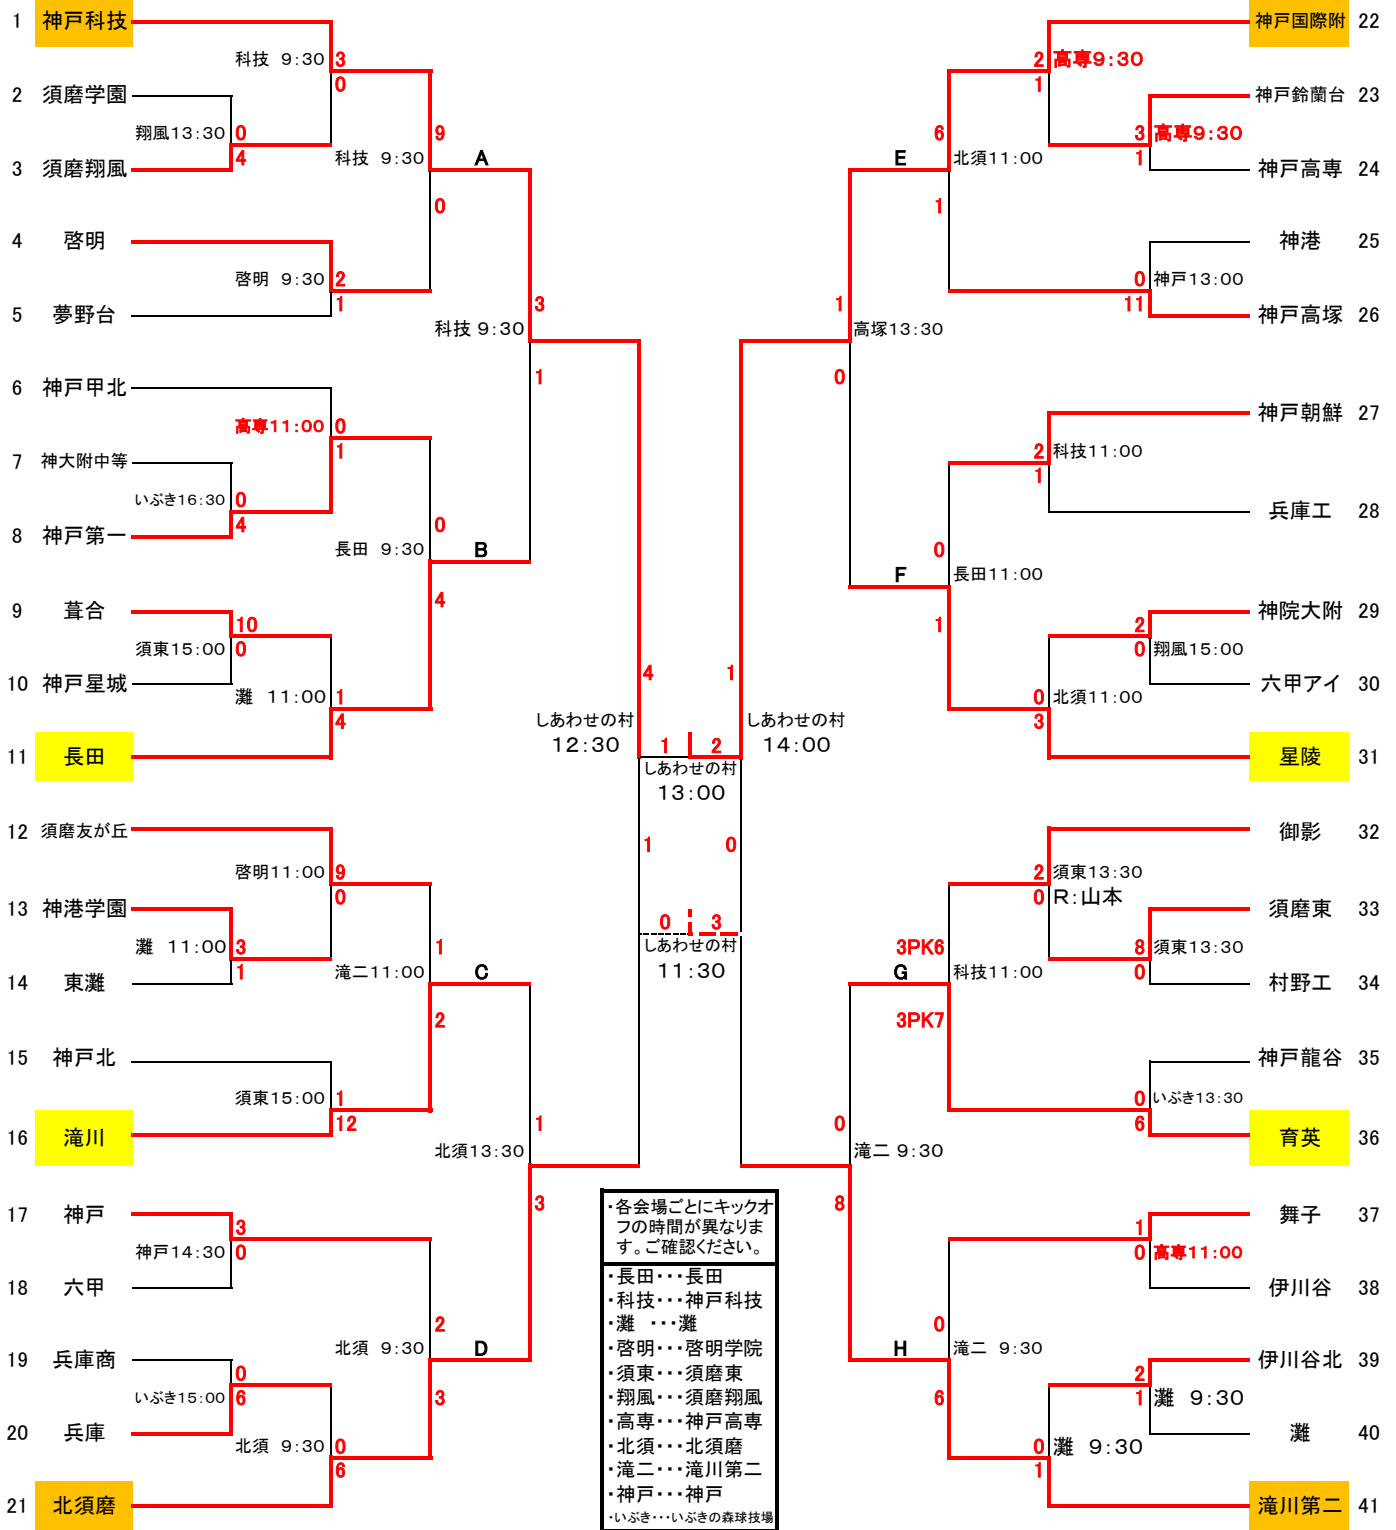 1 神戸科技
科技 9:30 3
0
2 須磨学園
翔風13:30 0
4
3 須磨翔風
9
科技 9:30
A
0
4 啓明
啓明 9:30 2
1
5 夢野台
3
科技 9:30
1
6 神戸甲北
高専11:00 0
1
7 神大附中等
いぶき16:30 0
4
8 神戸第一
0
長田 9:30
B
4
9 葺合
10
須東15:00 0
10 神戸星城
灘 11:00 1
4
11 長田
4
しあわせの村
12:30
1
12 須磨友が丘
啓明11:00 9
0
13 神港学園
灘 11:00 3
1
14 東灘
1
滝二11:00
C
2
15 神戸北
須東15:00 1
12
16 滝川
1
北須13:30
3
17 神戸
3
神戸14:30 0
18 六甲
2
北須 9:30
D
3
19 兵庫商
0
いぶき15:00 6
20 兵庫
北須 9:30 0
6
21 北須磨
1 2
しあわせの村
13:00
0 3
しあわせの村
11:30
神戸国際附 22
2 高専9:30
1
神戸鈴蘭台 23
3 高専9:30
1
神戸高専 24
6
E
北須11:00
1
神港 25
0 神戸13:00
11
神戸高塚 26
1
高塚13:30
0
神戸朝鮮 27
2 科技11:00
1
兵庫工 28
0
F
長田11:00
1
神院大附 29
2
0 翔風15:00
六甲アイ 30
0 北須11:00
3
星陵 31
1
しあわせの村
14:00
0
御影 32
2 須東13:30
0 R:山本
須磨東 33
8 須東13:30
0
村野工 34
3PK6
G
科技11:00
3PK7
神戸龍谷 35
0 いぶき13:30
6
育英 36
0
滝二 9:30
8
舞子 37
1
0 高専11:00
伊川谷 38
0
H
滝二 9:30
6
伊川谷北 39
2
1 灘 9:30
灘 40
0 灘 9:30
1
滝川第二 41
・各会場ごとにキックオ
フの時間が異なりま
す。ご確認ください。
・長田・・・長田
・科技・・・神戸科技
・灘 ・・・灘
・啓明・・・啓明学院
・須東・・・須磨東
・翔風・・・須磨翔風
・高専・・・神戸高専
・北須・・・北須磨
・滝二・・・滝川第二
・神戸・・・神戸
・いぶき・・・いぶきの森球技場